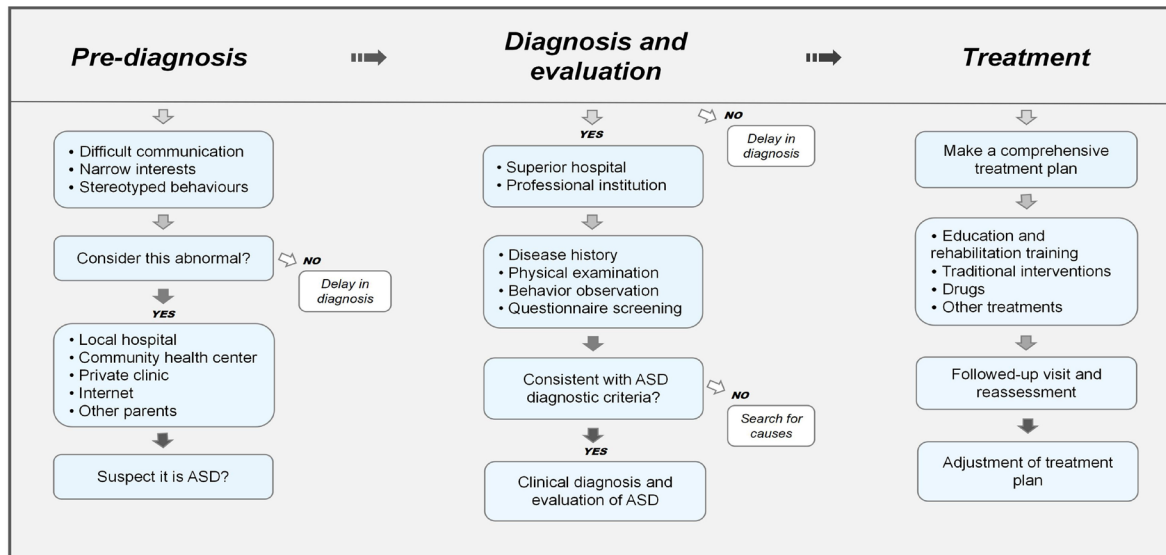 Pre-diagnosis
Diagnosis and
evaluation
Treatment
• Difficult communication
• Narrow interests
• Stereotyped behaviours
Consider this abnormal?
NO
Delay in
diagnosis
YES
• Local hospital
• Community health center
• Private clinic
• Internet
• Other parents
Suspect it is ASD?
YES
NO
Delay in
diagnosis
• Superior hospital
• Professional institution
• Disease history
• Physical examination
• Behavior observation
• Questionnaire screening
Consistent with ASD
diagnostic criteria?
NO
Search for
causes
YES
Clinical diagnosis and
evaluation of ASD
Make a comprehensive
treatment plan
• Education and
rehabilitation training
• Traditional interventions
• Drugs
• Other treatments
Followed-up visit and
reassessment
Adjustment of treatment
plan